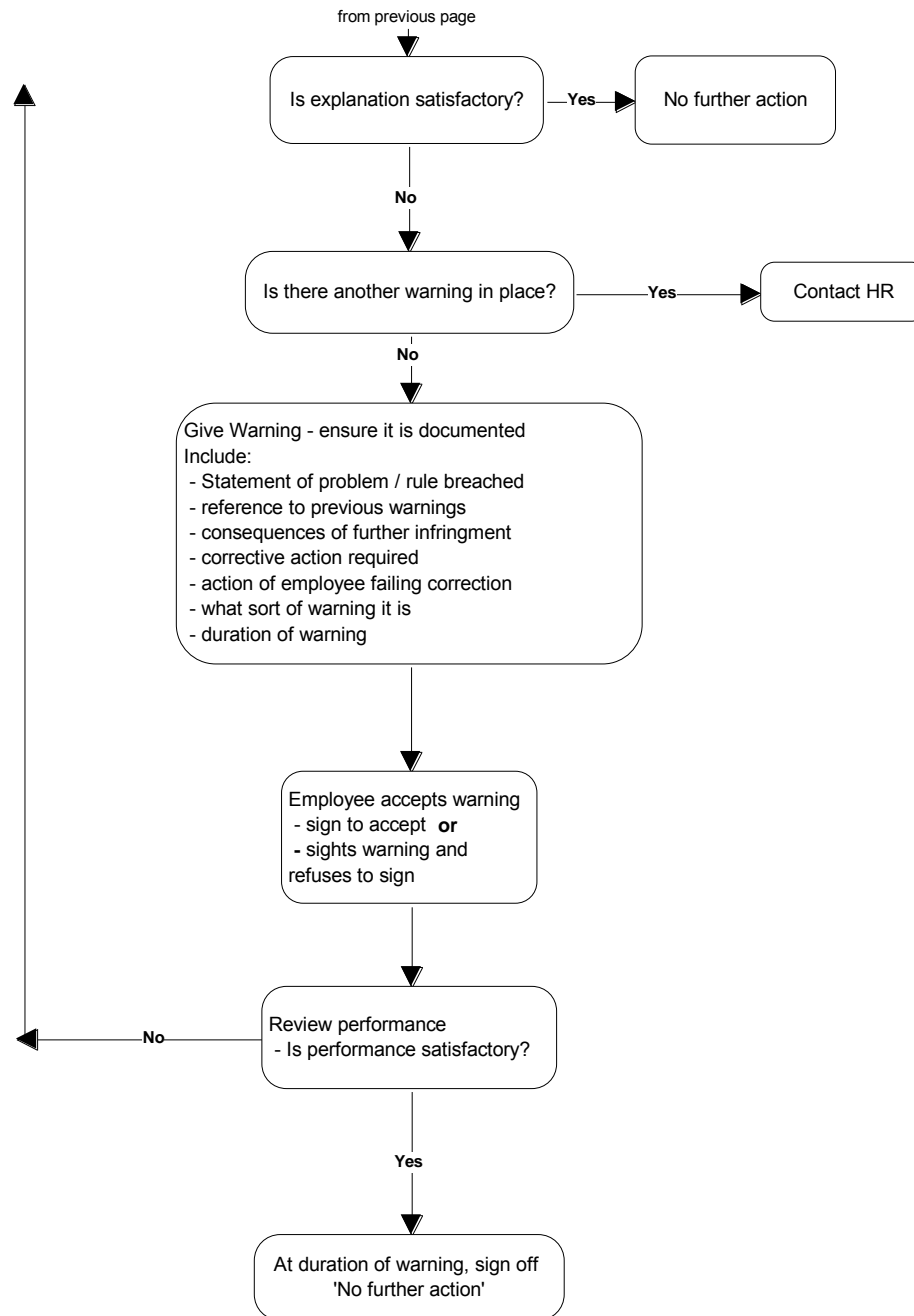 from previous page
Is explanation satisfactory?
Yes
No further action
No
Is there another warning in place?
Yes
Contact HR
No
Give Warning - ensure it is documented
Include:
- Statement of problem / rule breached
- reference to previous warnings
- consequences of further infringment
- corrective action required
- action of employee failing correction
- what sort of warning it is
- duration of warning
Employee accepts warning
- sign to accept or
- sights warning and
refuses to sign
Review performance
- Is performance satisfactory?
No
Yes
At duration of warning, sign off
'No further action'